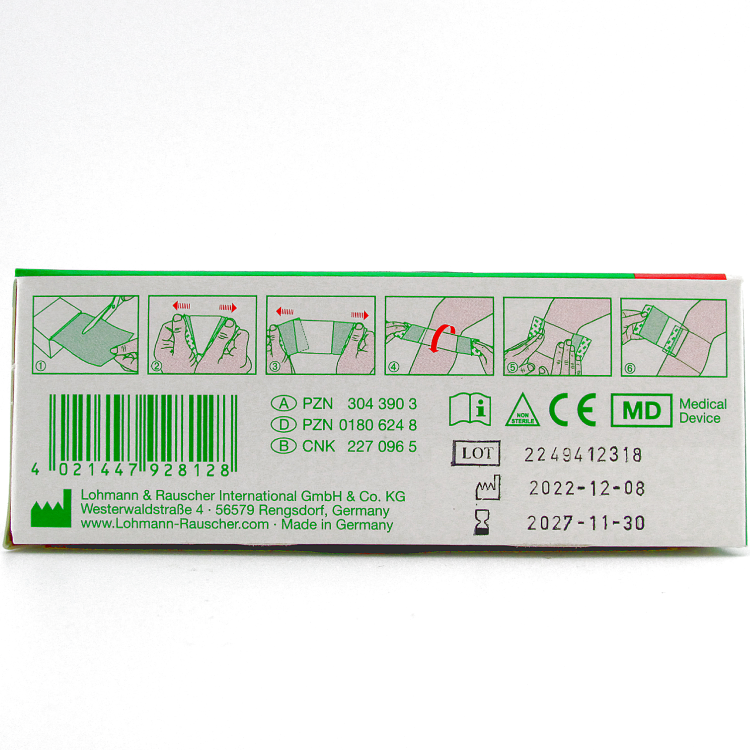 1
2
3
4
5
6
A PZN 304 390 3
D PZN 0180 624 8
B CNK 227 096 5
i
NON
STERILE
CE
MD
Medical
Device
4 021447 928128
LOT 2249412318
2022-12-08
2027-11-30
Lohmann & Rauscher International GmbH & Co. KG
Westerwaldstraße 4 · 56579 Rengsdorf, Germany
www.Lohmann-Rauscher.com · Made in Germany